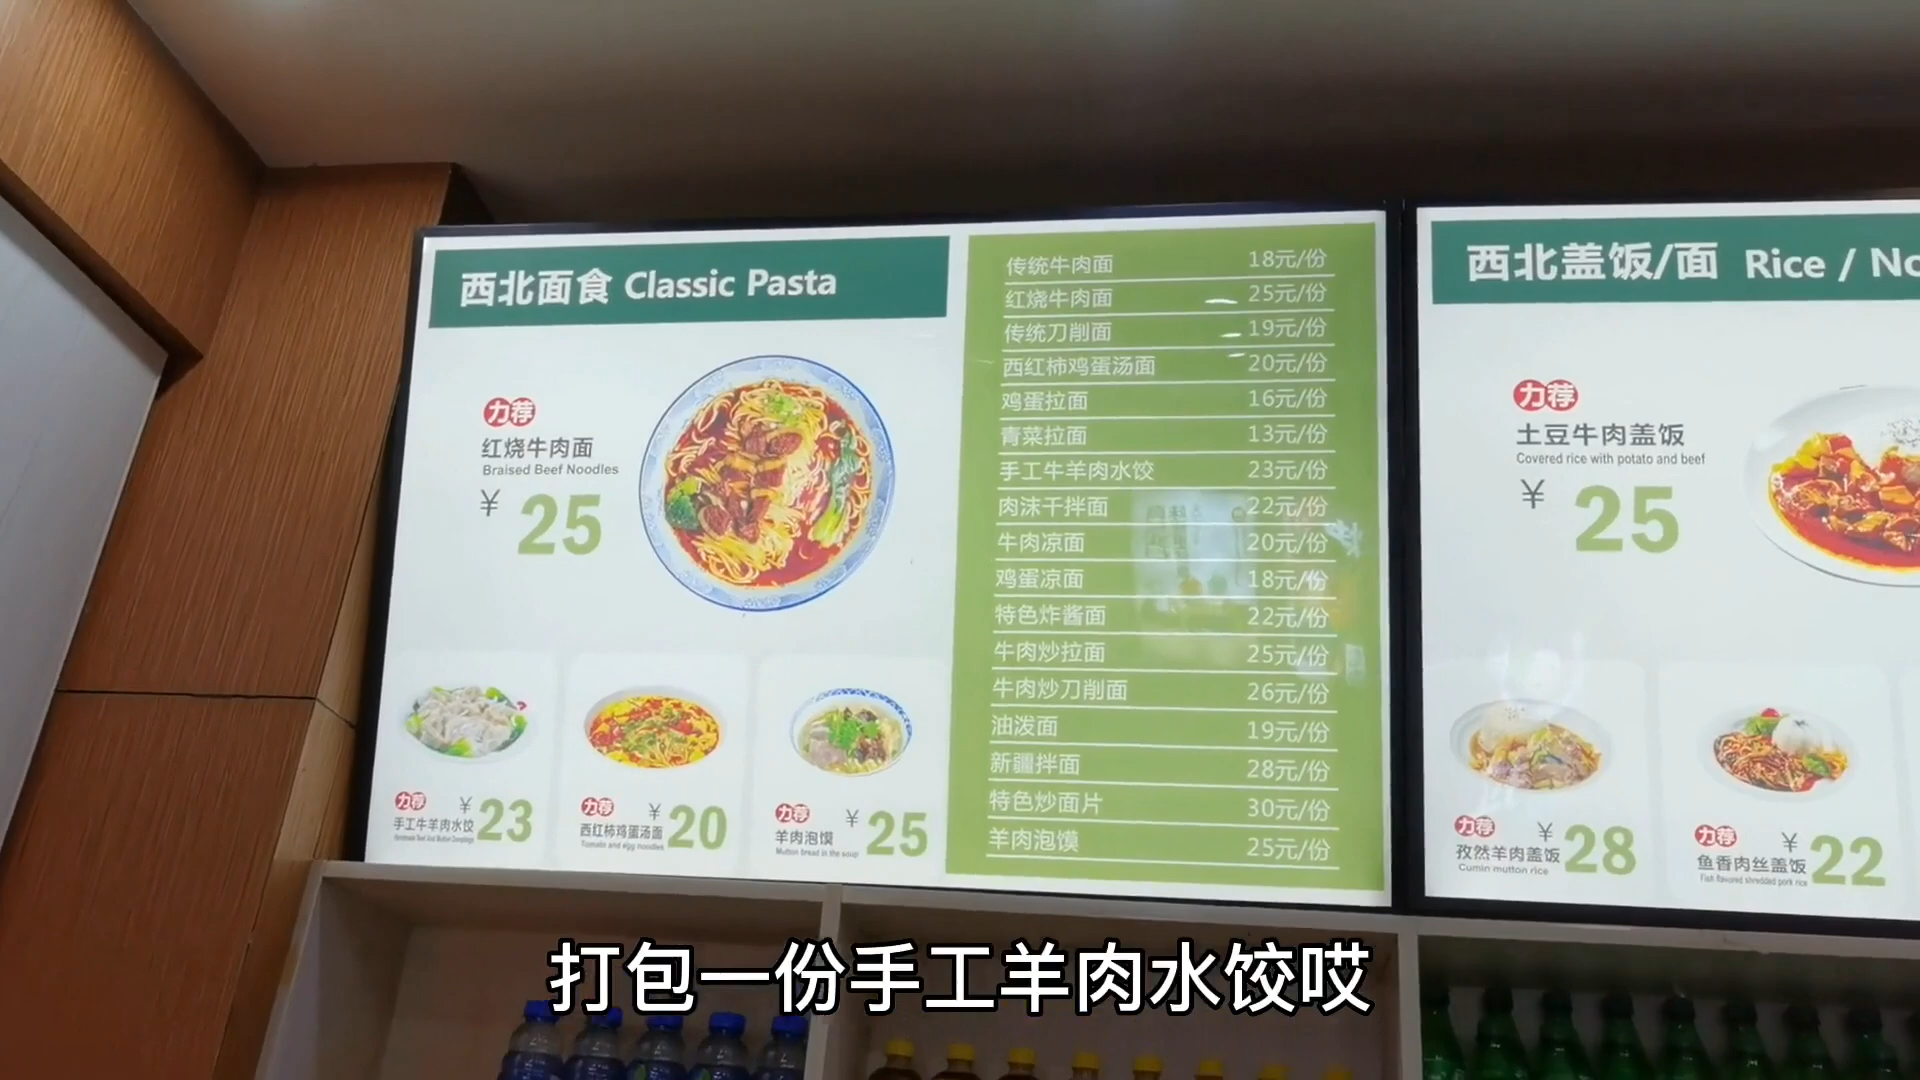 西北面食 Classic Pasta
力荐
红烧牛肉面
Braised Beef Noodles
¥ 25
力荐
手工牛羊肉水饺
¥ 23
力荐
西红柿鸡蛋汤面
Tomato and egg noodles
¥ 20
力荐
羊肉泡馍
Mutton bread in the soup
¥ 25
传统牛肉面 18元/份
红烧牛肉面 25元/份
传统刀削面 19元/份
西红柿鸡蛋汤面 20元/份
鸡蛋拉面 16元/份
青菜拉面 13元/份
手工牛羊肉水饺 23元/份
肉沫干拌面 22元/份
牛肉凉面 20元/份
鸡蛋凉面 18元/份
特色炸酱面 22元/份
牛肉炒拉面 25元/份
牛肉炒刀削面 26元/份
油泼面 19元/份
新疆拌面 28元/份
特色炒面片 30元/份
羊肉泡馍 25元/份
西北盖饭/面 Rice / No
力荐
土豆牛肉盖饭
Covered rice with potato and beef
¥ 25
力荐
孜然羊肉盖饭
Cumin mutton rice
¥ 28
力荐
鱼香肉丝盖饭
Fish flavored shredded pork rice
¥ 22
打包一份手工羊肉水饺哎